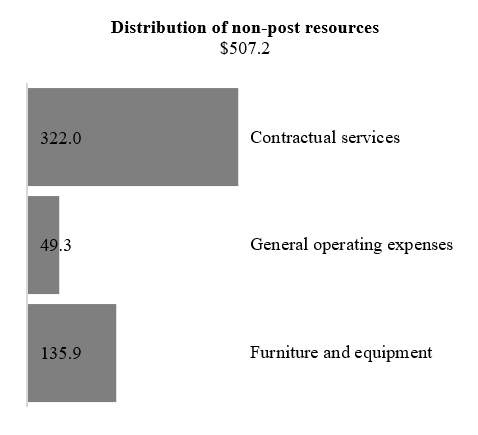 Distribution of non-post resources
$507.2
322.0 Contractual services
49.3 General operating expenses
135.9 Furniture and equipment